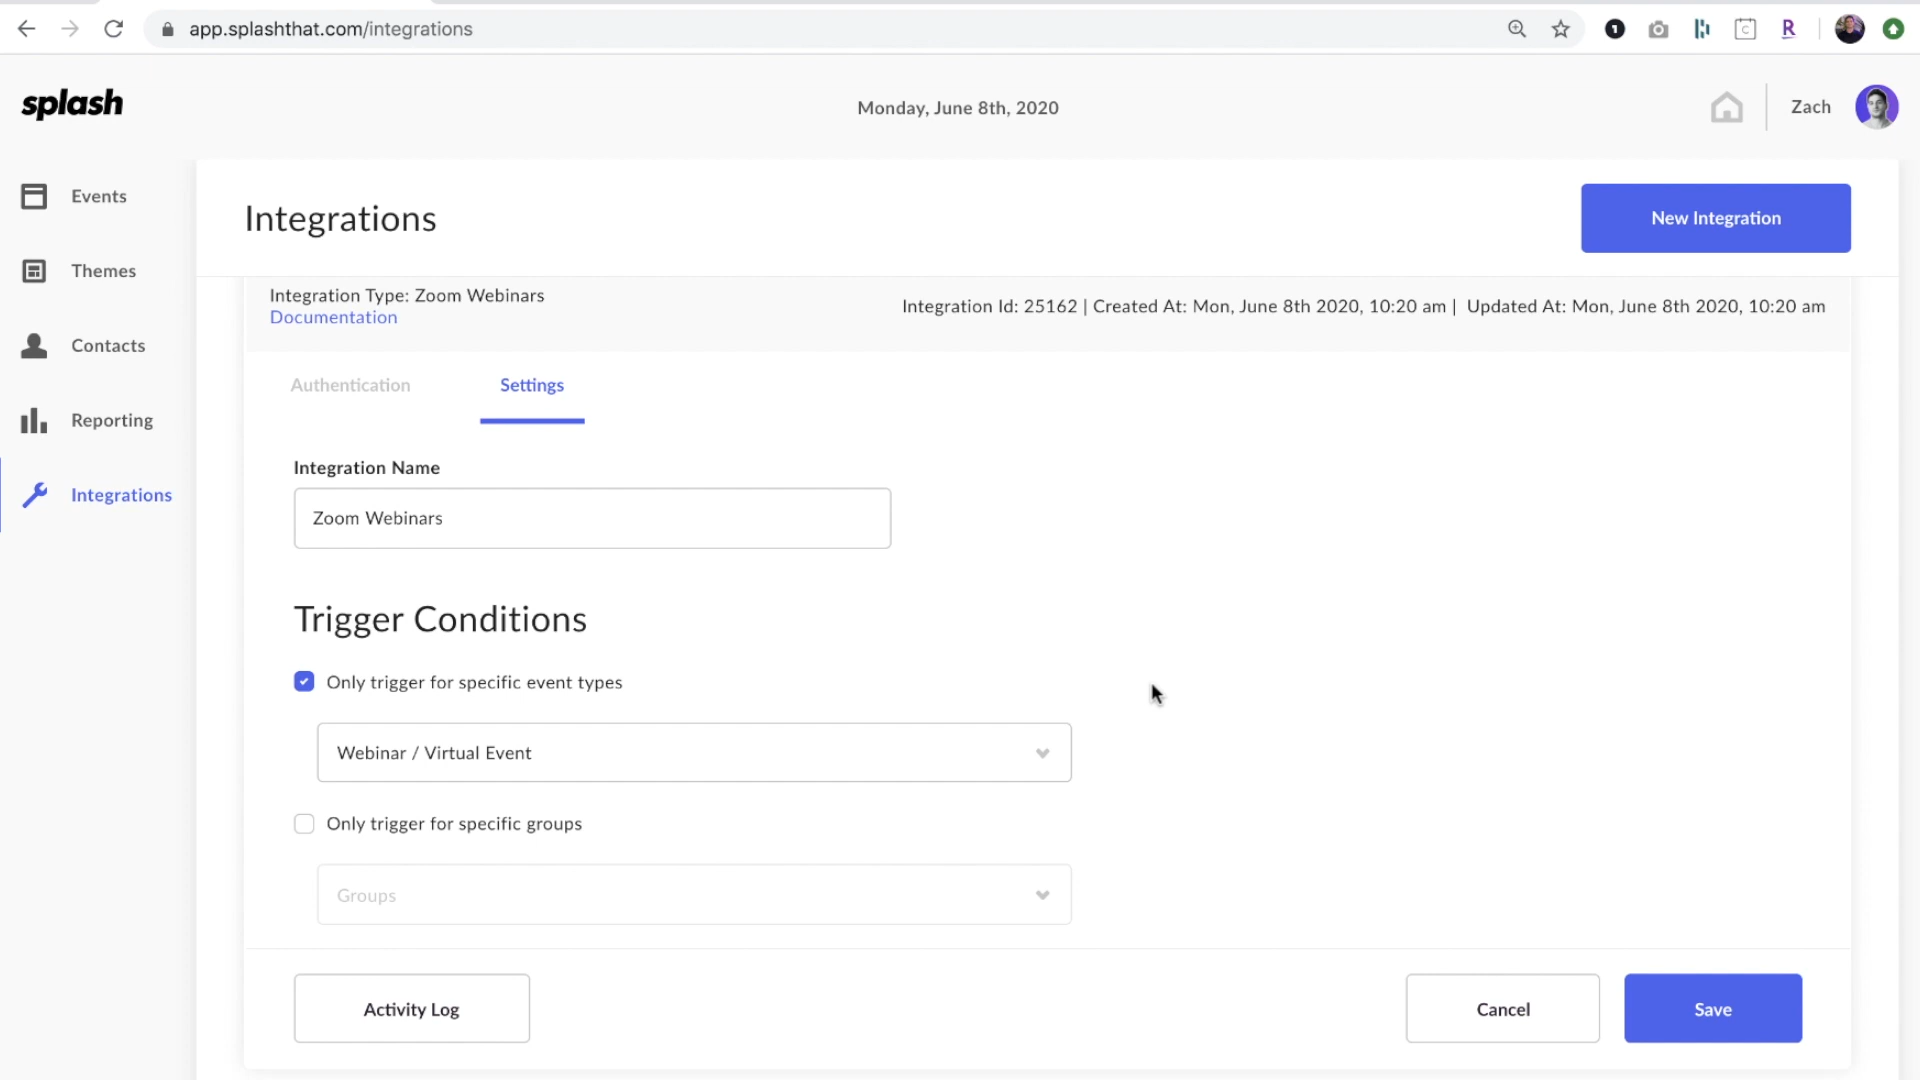 app.splashthat.com/integrations
splash
Monday, June 8th, 2020
Zach
Events
Themes
Contacts
Reporting
Integrations
Integrations
New Integration
Integration Type: Zoom Webinars
Documentation
Integration Id: 25162 | Created At: Mon, June 8th 2020, 10:20 am | Updated At: Mon, June 8th 2020, 10:20 am
Authentication
Settings
Integration Name
Zoom Webinars
Trigger Conditions
Only trigger for specific event types
Webinar / Virtual Event
Only trigger for specific groups
Groups
Activity Log
Cancel
Save